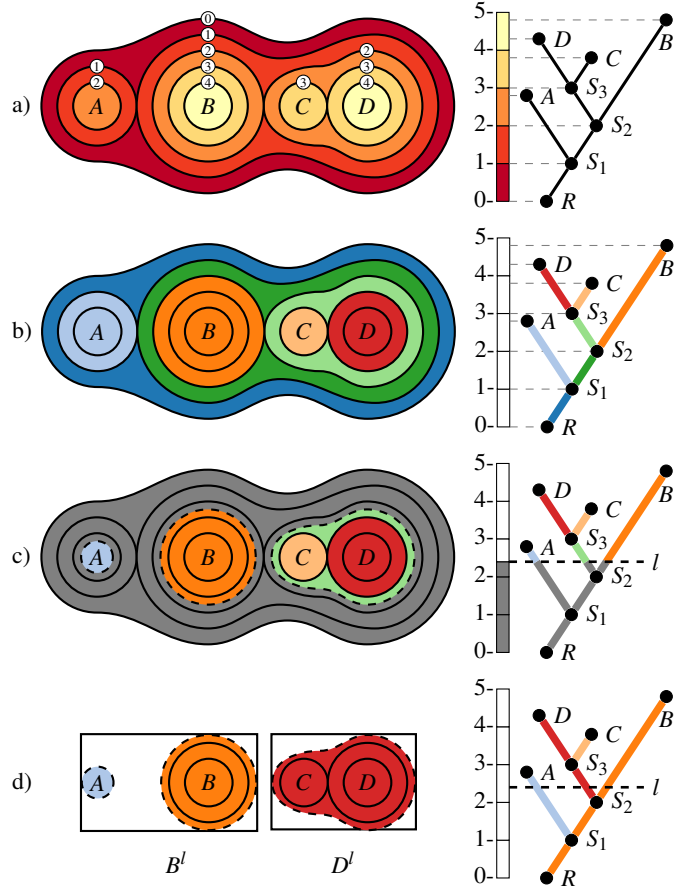 a)
0
1
2
3
4
1
2
2
3
4
3
A
B
C
D
5-
4-
3-
2-
1-
0-
B
D
C
A
S3
S2
S1
R
b)
A
B
C
D
5-
4-
3-
2-
1-
0-
B
D
C
A
S3
S2
S1
R
c)
A
B
C
D
5-
4-
3-
2-
1-
0-
B
D
C
A
l
S3
S2
S1
R
d)
A
B
C
D
B^l
D^l
5-
4-
3-
2-
1-
0-
B
D
C
A
l
S3
S2
S1
R